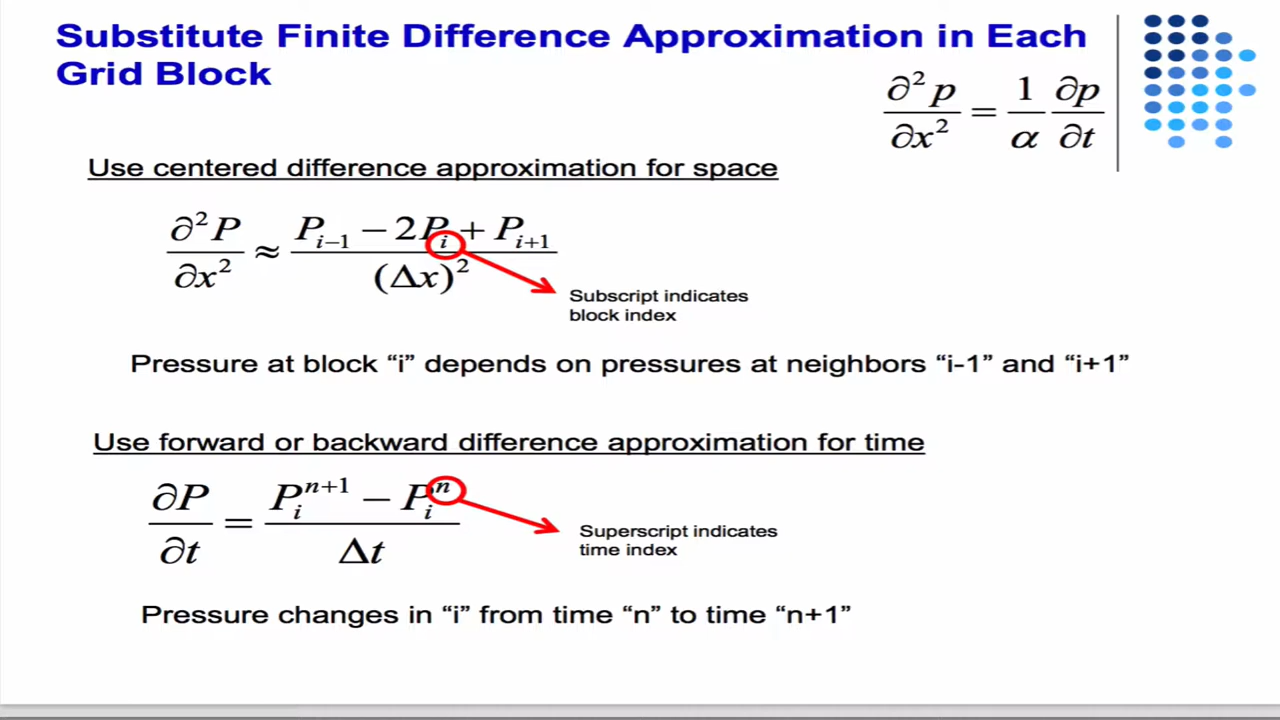 Substitute Finite Difference Approximation in Each
Grid Block
∂²p/∂x² = 1/α ∂p/∂t
Use centered difference approximation for space
∂²P/∂x² ≈ (P_{i−1} − 2P_i + P_{i+1})/(Δx)²
Subscript indicates
block index
Pressure at block “i” depends on pressures at neighbors “i-1” and “i+1”
Use forward or backward difference approximation for time
∂P/∂t = (P_i^{n+1} − P_i^n)/Δt
Superscript indicates
time index
Pressure changes in “i” from time “n” to time “n+1”